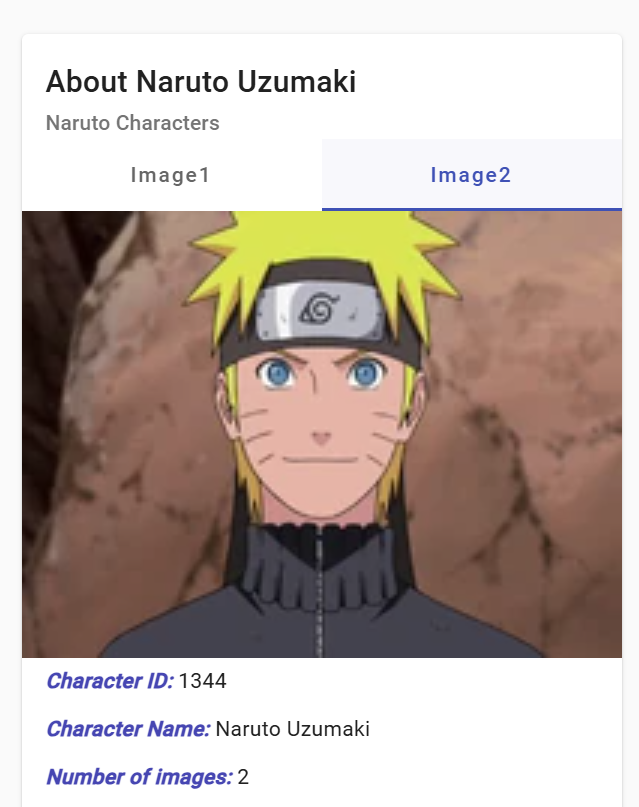 About Naruto Uzumaki
Naruto Characters
Image1 Image2
Character ID: 1344
Character Name: Naruto Uzumaki
Number of images: 2